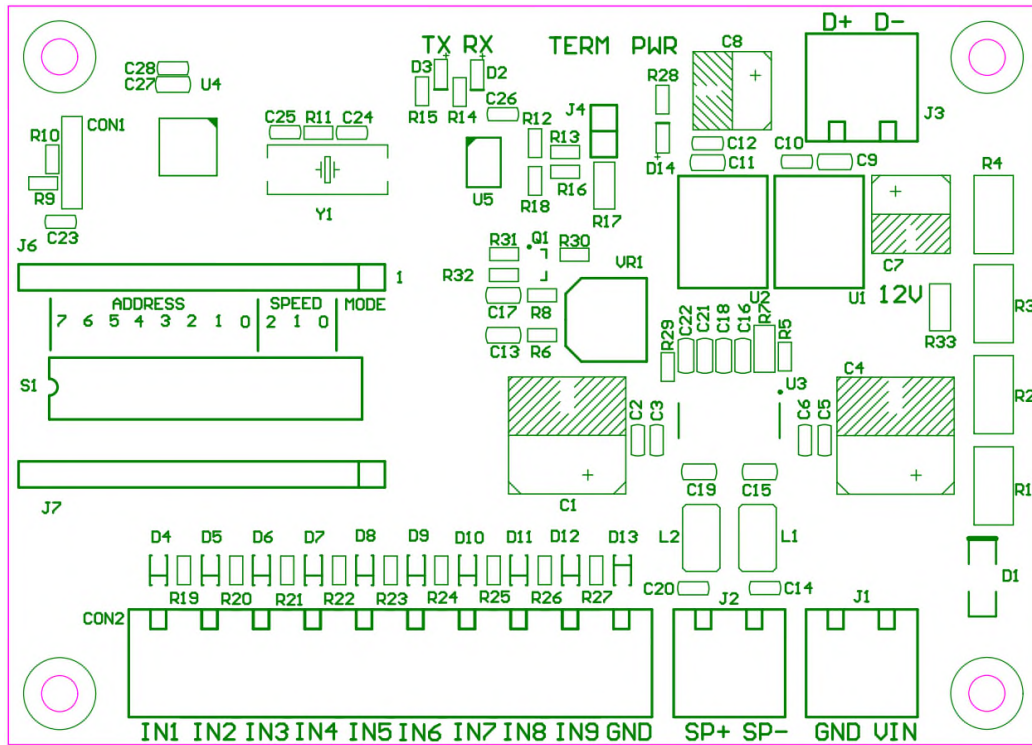 D+ D-
TX RX TERM PWR
C8
D3 D2
C28
C27 U4
R28
J4
R15 R14 C26 R12
J3
CON1
C25 R11 C24
R13
C12
C10
R10
D14 C11 C9
R4
R9
U5 R18 R16
R17
Y1
C23
J6
R31 Q1 R30
VR1
C7
R32
1
U2 U1 12V
ADDRESS SPEED MODE
7 6 5 4 3 2 1 0 2 1 0
C17 R8
R3
C13 R6
R29 C22 C21 C18 C16 R7 R5
R33
S1
U3 C4
R2
C2 C3 C6 C5
C19 C15
R1
J7
C1
D4 D5 D6 D7 D8 D9 D10 D11 D12 D13
L2 L1
D1
R19 R20 R21 R22 R23 R24 R25 R26 R27
C20 C14
CON2
J2 J1
IN1 IN2 IN3 IN4 IN5 IN6 IN7 IN8 IN9 GND SP+ SP- GND VIN